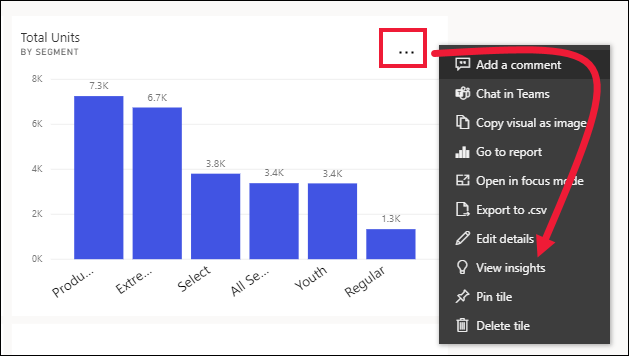 Total Units
BY SEGMENT
...
8K
6K
4K
2K
0K
7.3K
6.7K
3.8K
3.4K
3.4K
1.3K
Produ...
Extre...
Select
All Se...
Youth
Regular
Add a comment
Chat in Teams
Copy visual as image
Go to report
Open in focus mode
Export to .csv
Edit details
View insights
Pin tile
Delete tile